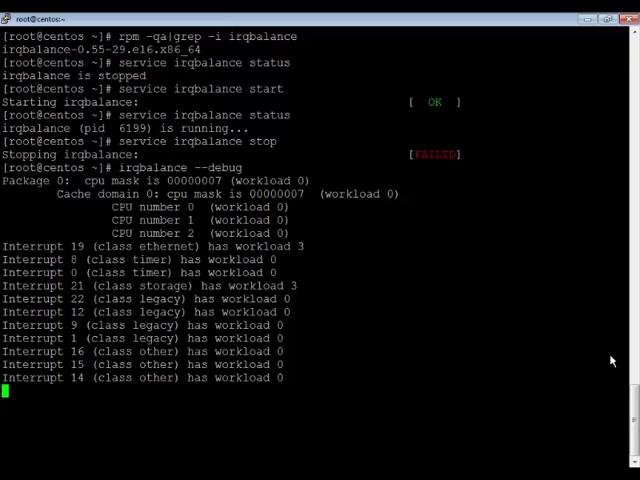 root@centos:~
[root@centos ~]# rpm -qa|grep -i irqbalance
irqbalance-0.55-29.el6.x86_64
[root@centos ~]# service irqbalance status
irqbalance is stopped
[root@centos ~]# service irqbalance start
Starting irqbalance: [ OK ]
[root@centos ~]# service irqbalance status
irqbalance (pid 6199) is running...
[root@centos ~]# service irqbalance stop
Stopping irqbalance: [FAILED]
[root@centos ~]# irqbalance --debug
Package 0: cpu mask is 00000007 (workload 0)
Cache domain 0: cpu mask is 00000007 (workload 0)
CPU number 0 (workload 0)
CPU number 1 (workload 0)
CPU number 2 (workload 0)
Interrupt 19 (class ethernet) has workload 3
Interrupt 8 (class timer) has workload 0
Interrupt 0 (class timer) has workload 0
Interrupt 21 (class storage) has workload 3
Interrupt 22 (class legacy) has workload 0
Interrupt 12 (class legacy) has workload 0
Interrupt 9 (class legacy) has workload 0
Interrupt 1 (class legacy) has workload 0
Interrupt 16 (class other) has workload 0
Interrupt 15 (class other) has workload 0
Interrupt 14 (class other) has workload 0